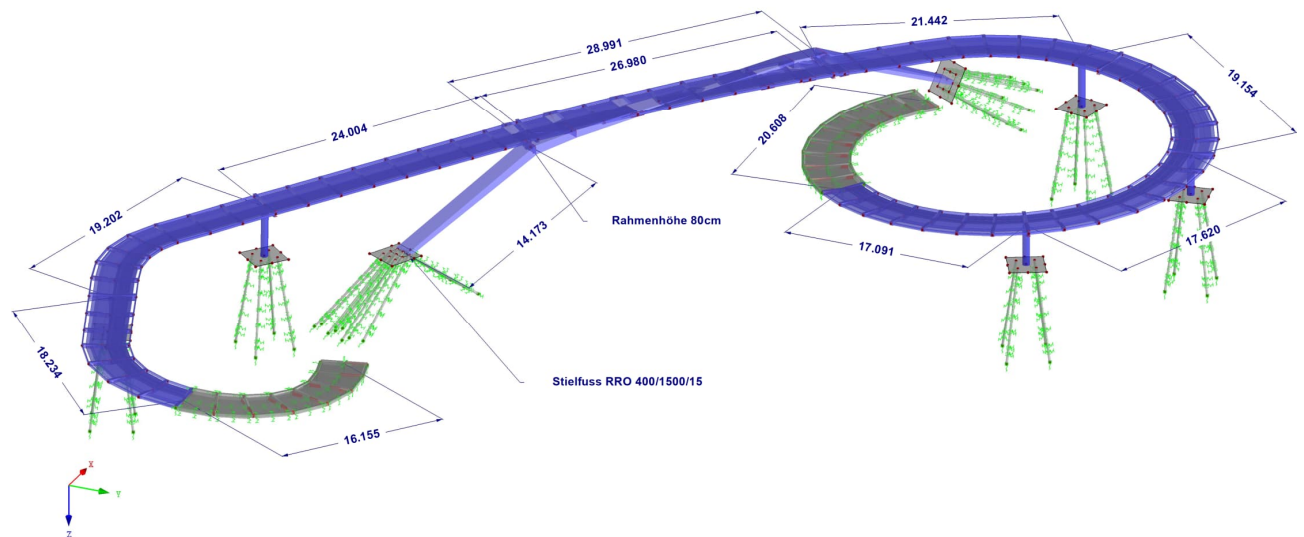 21.442
28.991
26.980
19.154
24.004
20.608
19.202
Rahmenhöhe 80cm
14.173
17.091
17.620
18.234
Stielfuss RRO 400/1500/15
16.155
X
Y
Z